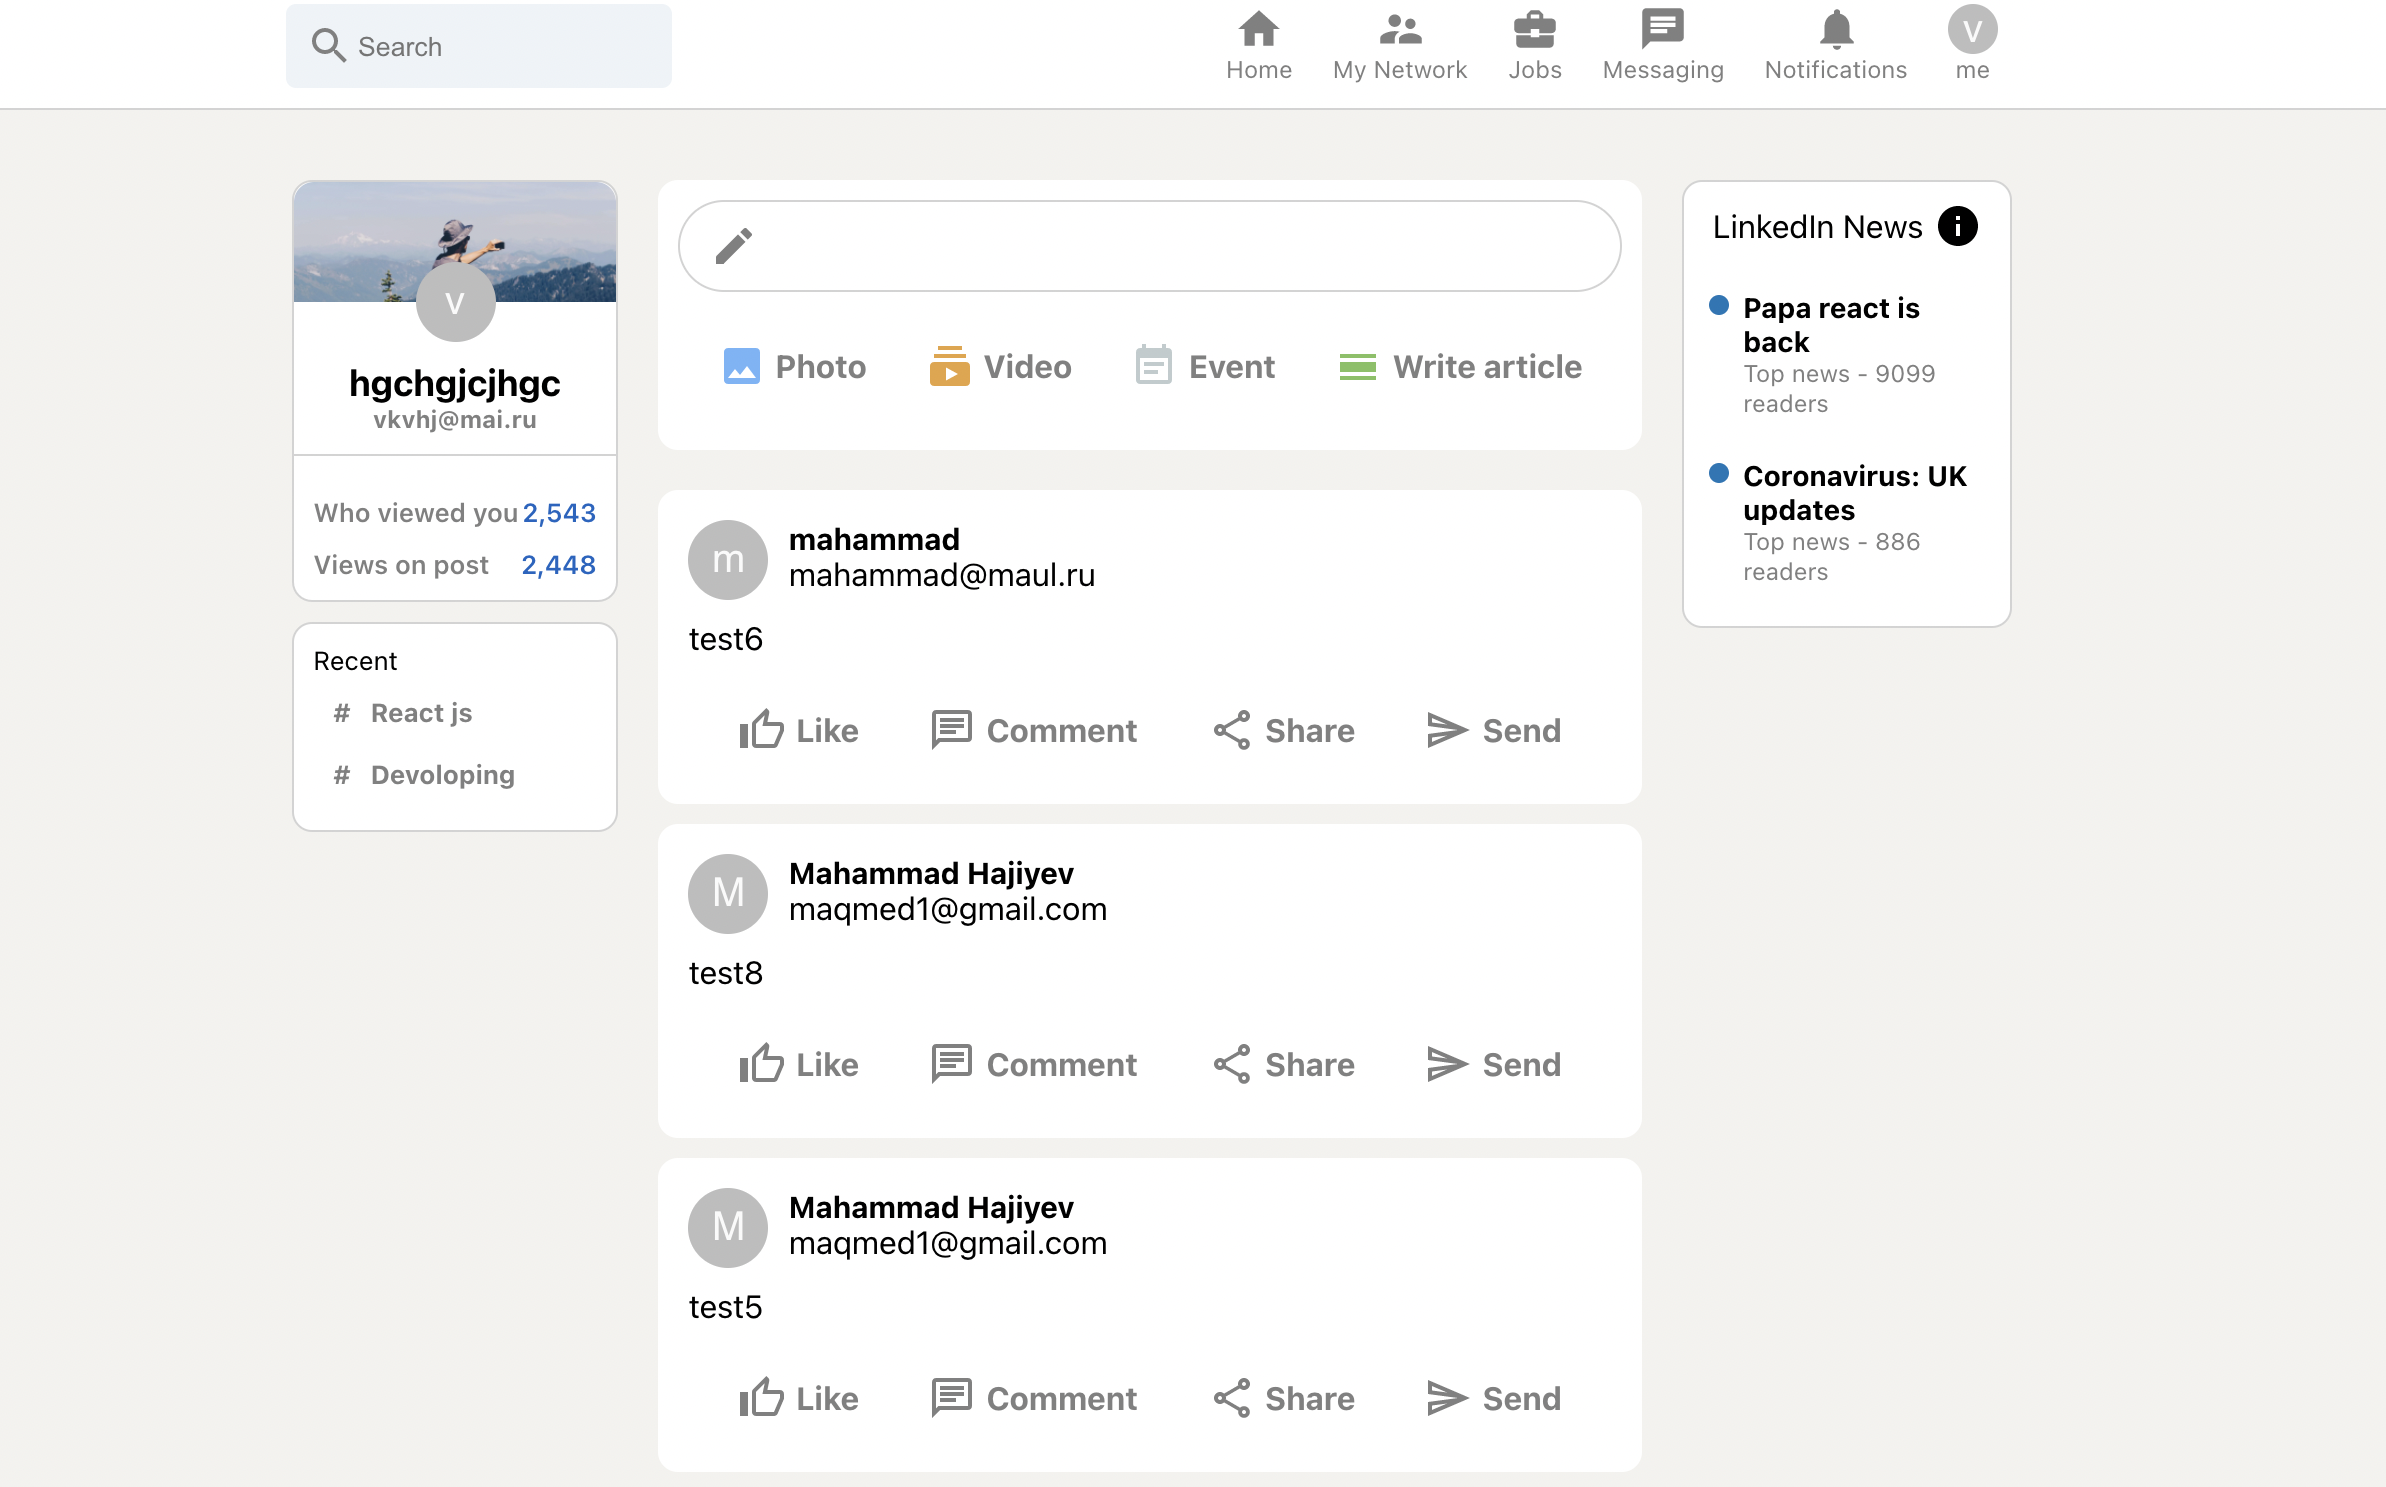 Search
Home
My Network
Jobs
Messaging
Notifications
V
me
V
hgchgjcjhgc
vkvhj@mai.ru
Who viewed you 2,543
Views on post 2,448
Recent
# React js
# Devoloping
Photo
Video
Event
Write article
m
mahammad
mahammad@maul.ru
test6
Like
Comment
Share
Send
M
Mahammad Hajiyev
maqmed1@gmail.com
test8
Like
Comment
Share
Send
M
Mahammad Hajiyev
maqmed1@gmail.com
test5
Like
Comment
Share
Send
LinkedIn News
Papa react is
back
Top news - 9099
readers
Coronavirus: UK
updates
Top news - 886
readers